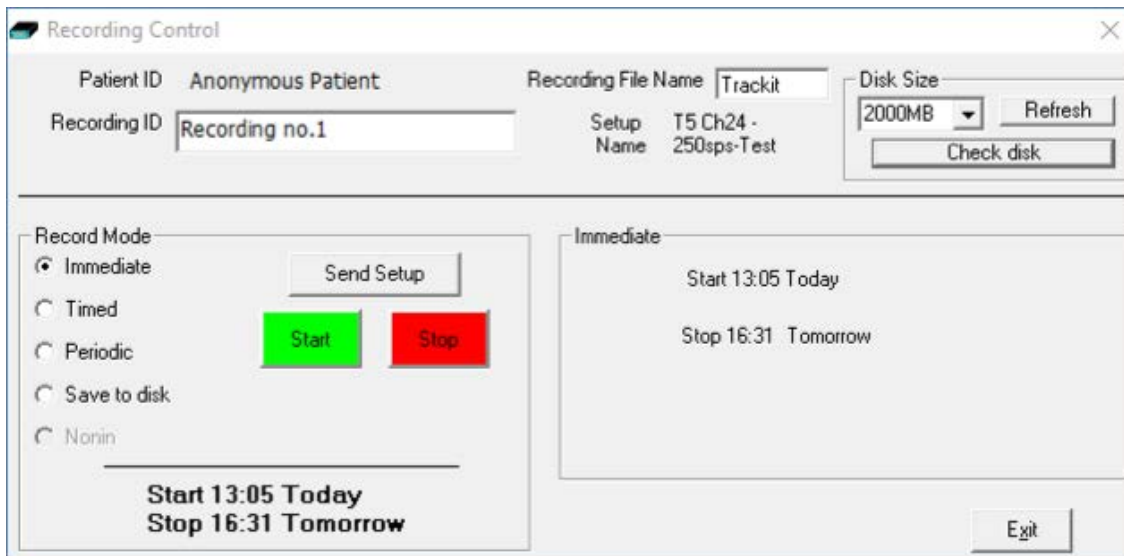 Recording Control
Patient ID Anonymous Patient
Recording File Name Trackit
Recording ID Recording no.1
Setup Name T5 Ch24 -
250sps-Test
Disk Size
2000MB Refresh
Check disk
Record Mode
Immediate Send Setup
Timed
Start Stop
Periodic
Save to disk
Nonin
Start 13:05 Today
Stop 16:31 Tomorrow
Immediate
Start 13:05 Today
Stop 16:31 Tomorrow
Exit